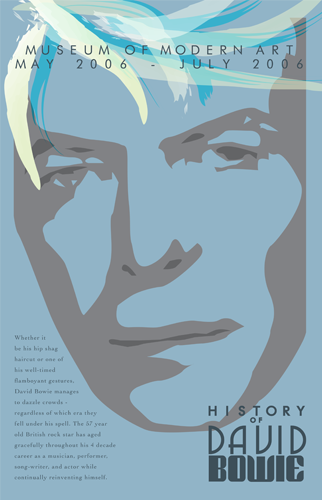 MUSEUM OF MODERN ART
MAY 2006 - JULY 2006
Whether it
be his hip shag
haircut or one of
his well-timed
flamboyant gestures,
David Bowie manages
to dazzle crowds -
regardless of which era they
fell under his spell. The 57 year
old British rock star has aged
gracefully throughout his 4 decade
career as a musician, performer,
song-writer, and actor while
continually reinventing himself.
HISTORY
OF
DAVID
BOWIE